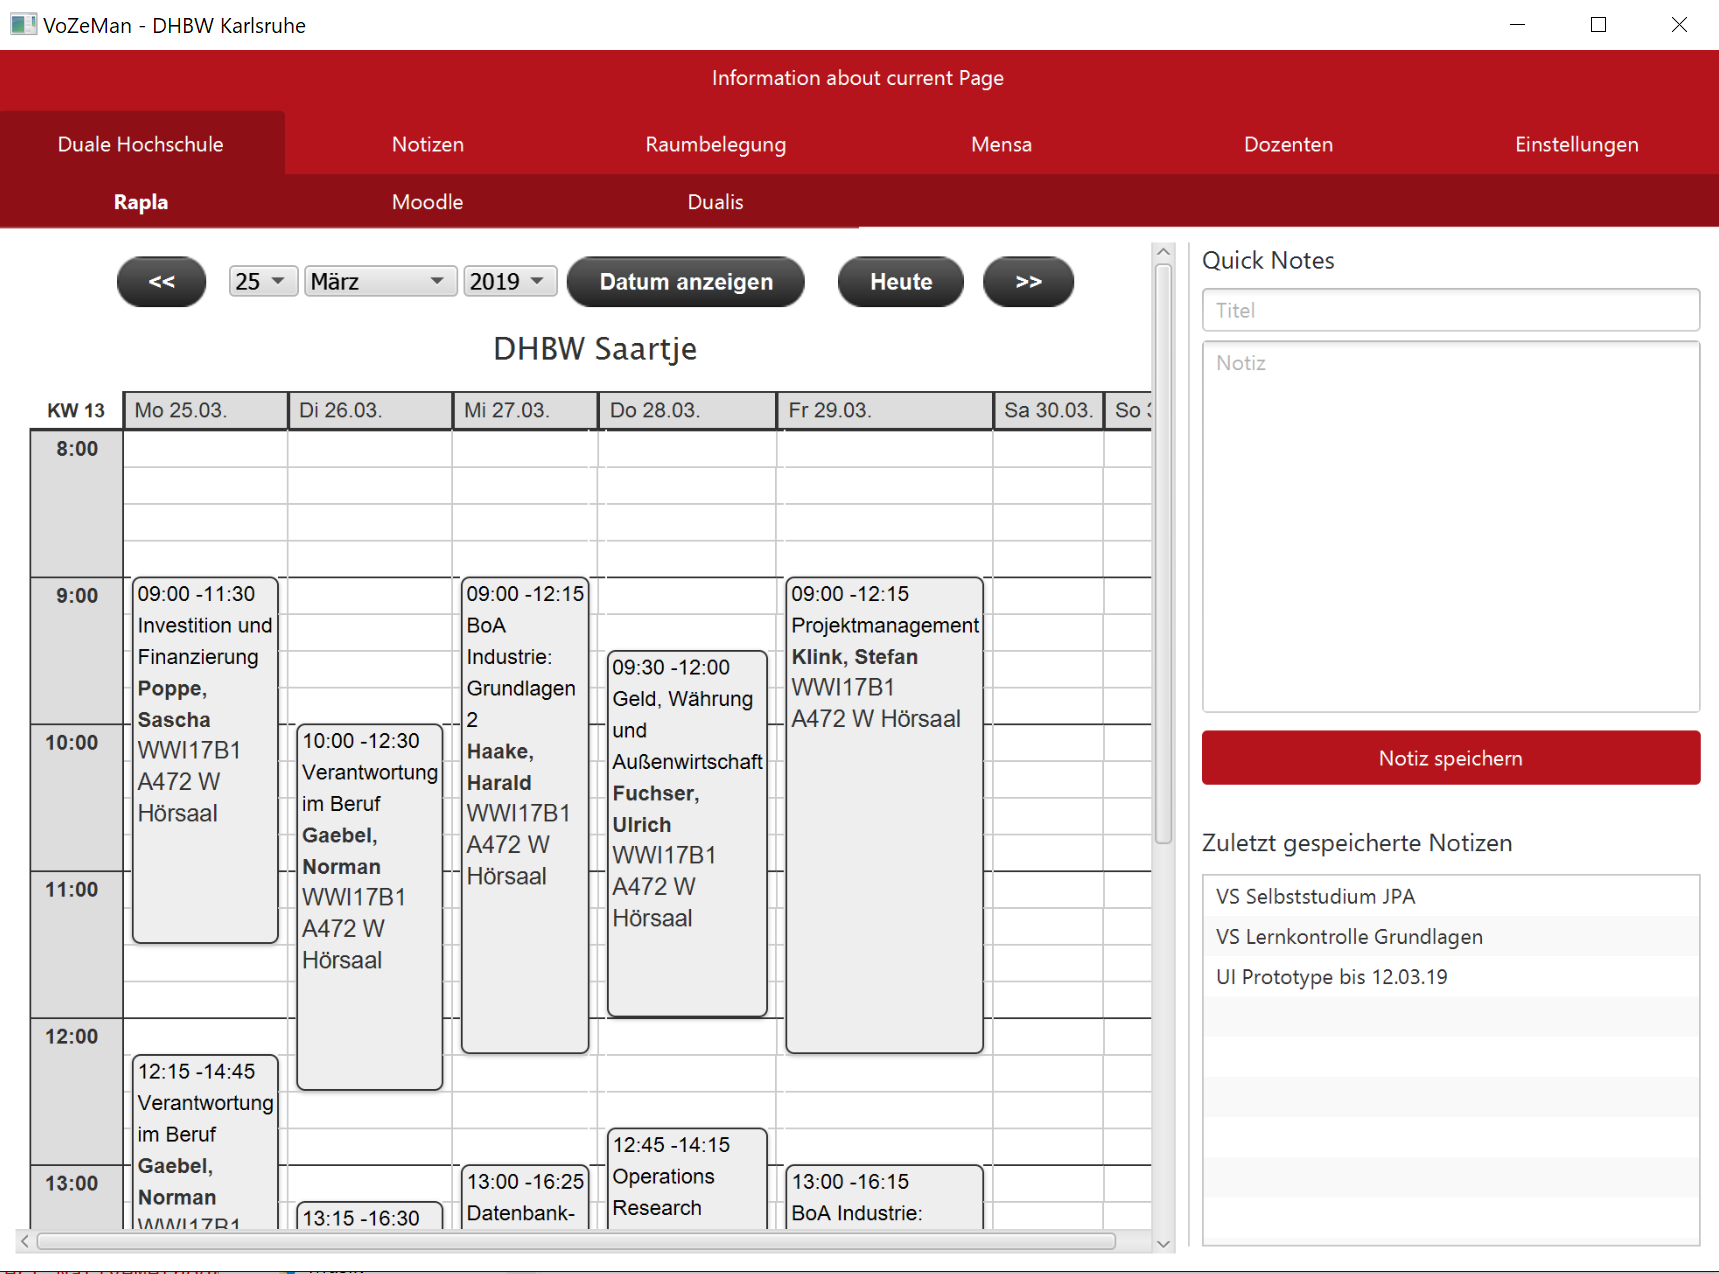 VoZeMan - DHBW Karlsruhe
Information about current Page
Duale Hochschule Notizen Raumbelegung Mensa Dozenten Einstellungen
Rapla Moodle Dualis
<< 25 März 2019 Datum anzeigen Heute >>
DHBW Saartje
KW 13 Mo 25.03. Di 26.03. Mi 27.03. Do 28.03. Fr 29.03. Sa 30.03. So
8:00
9:00
10:00
11:00
12:00
13:00
09:00 -11:30
Investition und
Finanzierung
Poppe,
Sascha
WWI17B1
A472 W
Hörsaal
12:15 -14:45
Verantwortung
im Beruf
Gaebel,
Norman
WWI17B1
10:00 -12:30
Verantwortung
im Beruf
Gaebel,
Norman
WWI17B1
A472 W
Hörsaal
13:15 -16:30
09:00 -12:15
BoA
Industrie:
Grundlagen
2
Haake,
Harald
WWI17B1
A472 W
Hörsaal
13:00 -16:25
Datenbank-
09:30 -12:00
Geld, Währung
und
Außenwirtschaft
Fuchser,
Ulrich
WWI17B1
A472 W
Hörsaal
12:45 -14:15
Operations
Research
09:00 -12:15
Projektmanagement
Klink, Stefan
WWI17B1
A472 W Hörsaal
13:00 -16:15
BoA Industrie:
Quick Notes
Titel
Notiz
Notiz speichern
Zuletzt gespeicherte Notizen
VS Selbststudium JPA
VS Lernkontrolle Grundlagen
UI Prototype bis 12.03.19